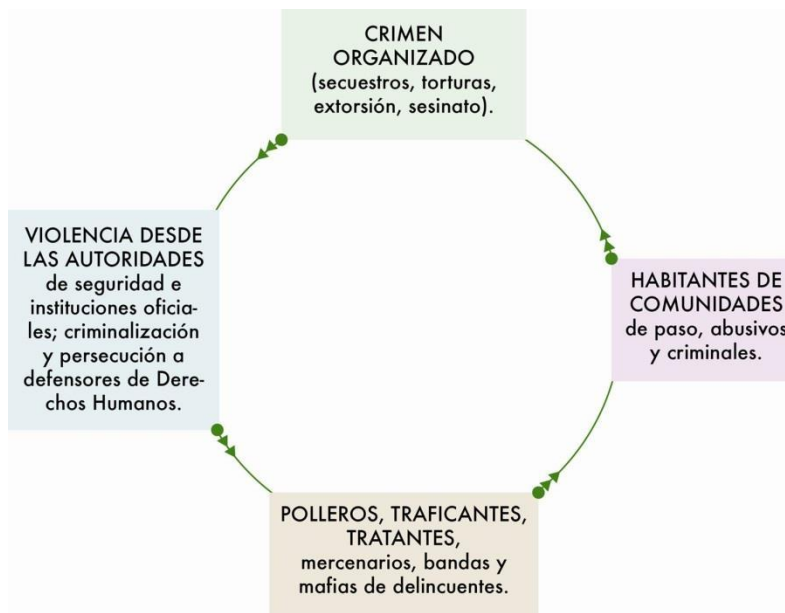 CRIMEN
ORGANIZADO
(secuestros, torturas,
extorsión, sesinato).
VIOLENCIA DESDE
LAS AUTORIDADES
de seguridad e
instituciones oficia-
les; criminalización
y persecución a
defensores de Dere-
chos Humanos.
HABITANTES DE
COMUNIDADES
de paso, abusivos
y criminales.
POLLEROS, TRAFICANTES,
TRATANTES,
mercenarios, bandas y
mafias de delincuentes.